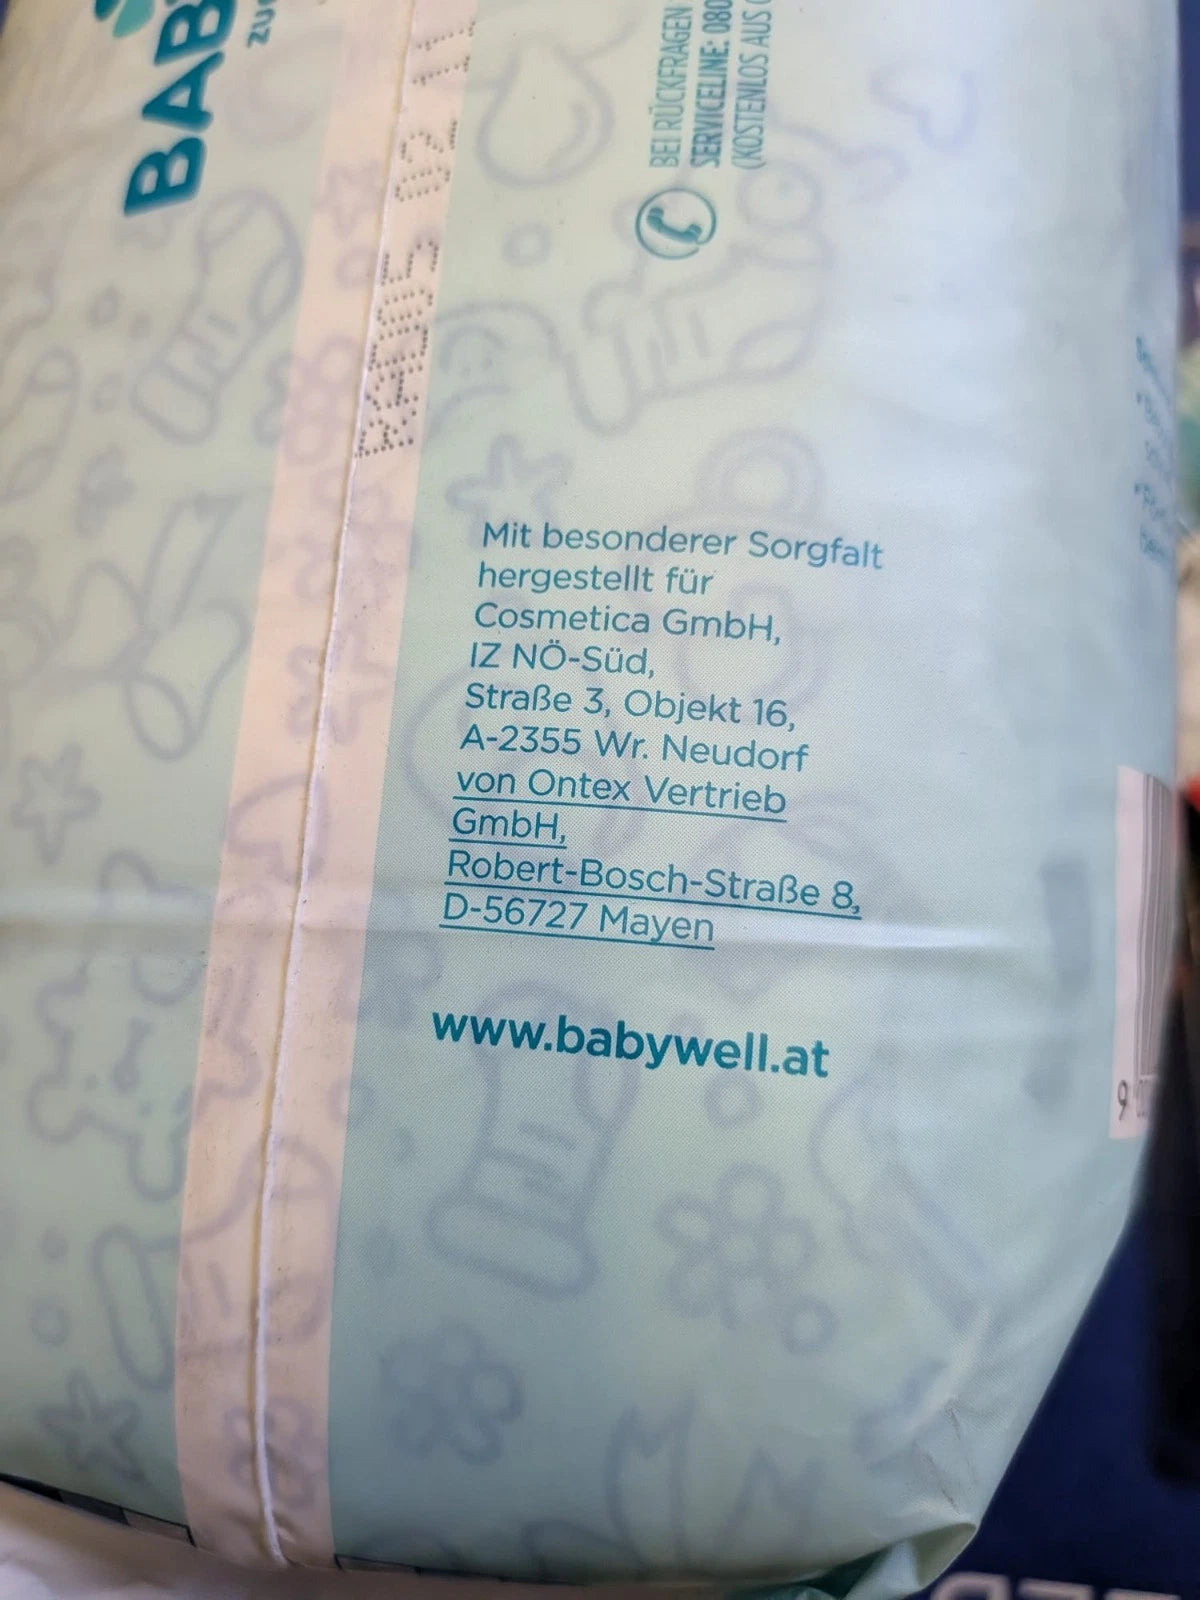 BAB
BEI RÜCKFRAGEN
SERVICELINE: 080
(KOSTENLOS AUS
Mit besonderer Sorgfalt
hergestellt für
Cosmetica GmbH,
IZ NÖ-Süd,
Straße 3, Objekt 16,
A-2355 Wr. Neudorf
von Ontex Vertrieb
GmbH,
Robert-Bosch-Straße 8,
D-56727 Mayen
www.babywell.at
9